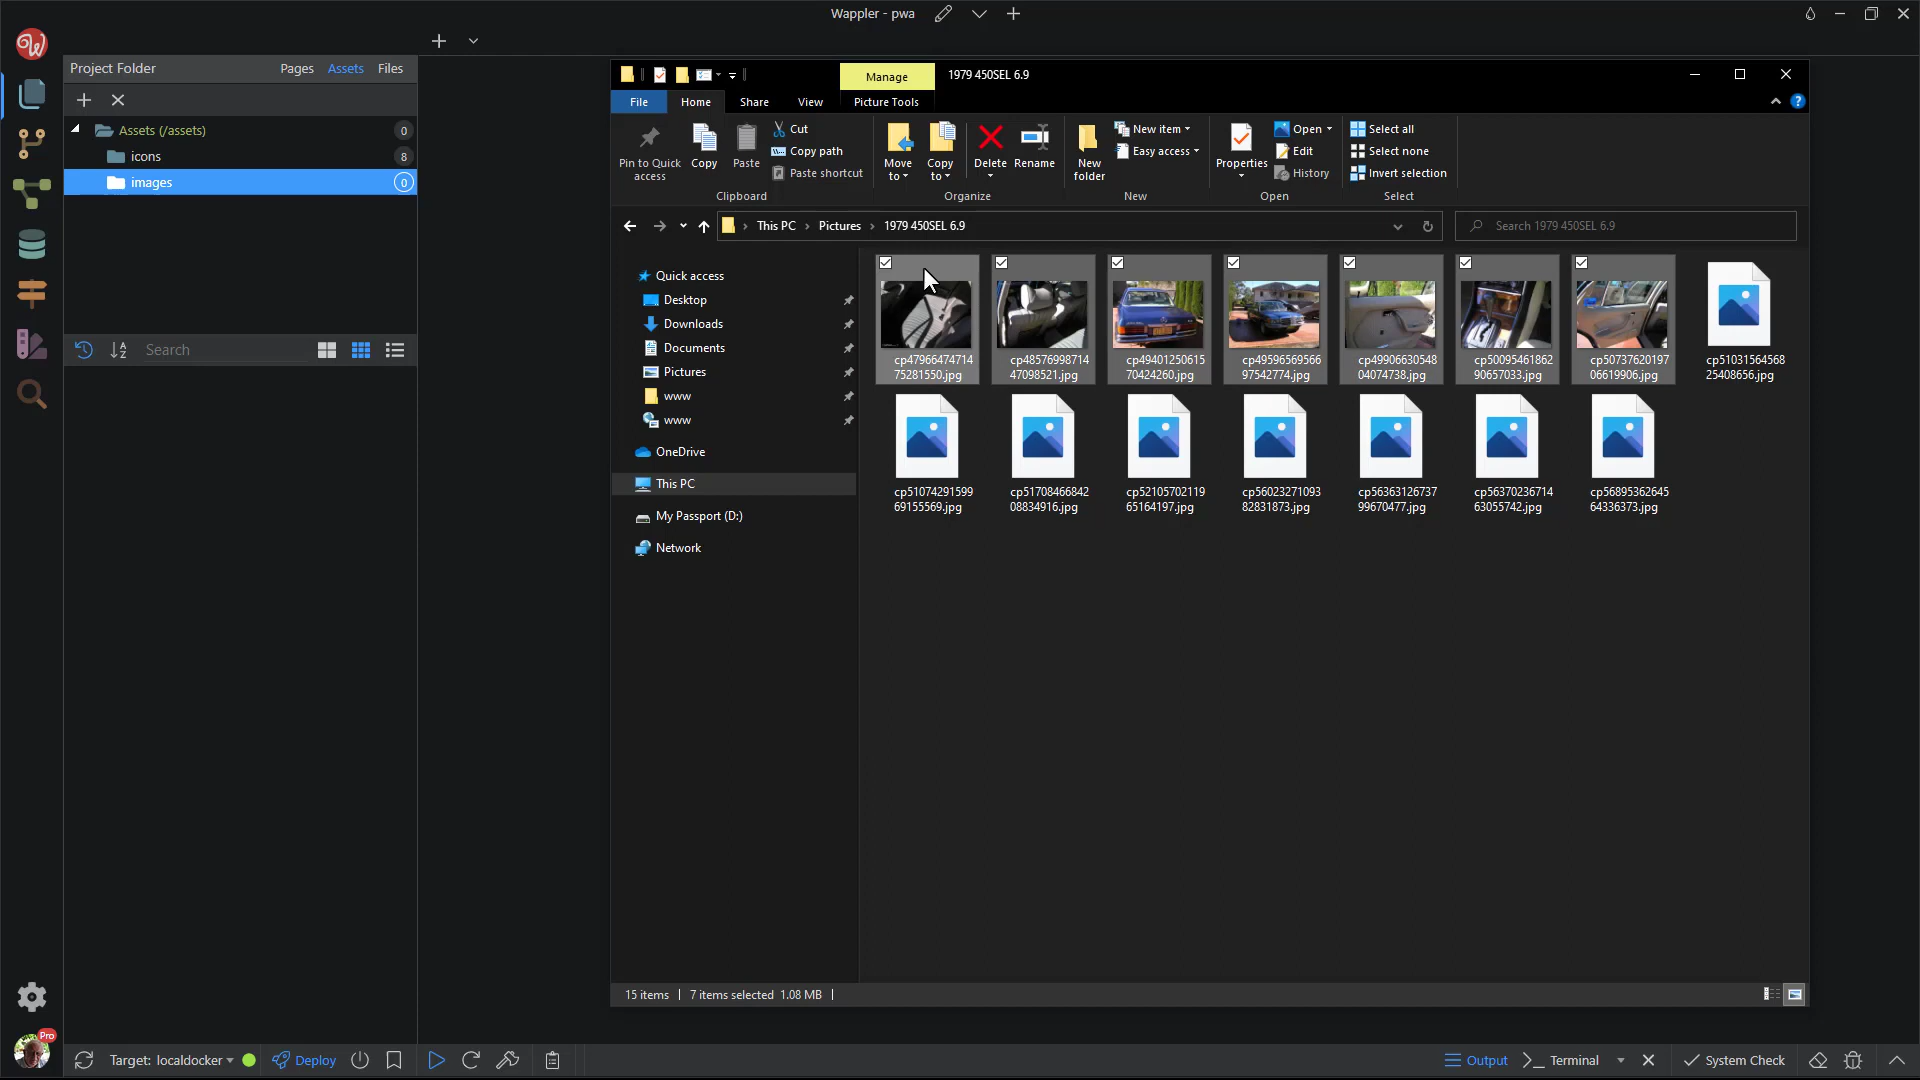 Wappler - pwa
Project Folder
Pages
Assets
Files
Assets (/assets)
0
icons
8
images
0
Search
Manage
1979 450SEL 6.9
File
Home
Share
View
Picture Tools
Pin to Quick access
Copy
Paste
Cut
Copy path
Paste shortcut
Clipboard
Move to
Copy to
Delete
Rename
Organize
New folder
New item
Easy access
New
Properties
Open
Edit
History
Open
Select all
Select none
Invert selection
Select
This PC
Pictures
1979 450SEL 6.9
Search 1979 450SEL 6.9
Quick access
Desktop
Downloads
Documents
Pictures
www
www
OneDrive
This PC
My Passport (D:)
Network
cp47966474714
75281550.jpg
cp48576998714
47098521.jpg
cp49401250615
70424260.jpg
cp49596569566
97542774.jpg
cp49906630548
04074738.jpg
cp50095461862
90657033.jpg
cp50737620197
06619906.jpg
cp51031564568
25408656.jpg
cp51074291599
69155569.jpg
cp51708466842
08834916.jpg
cp52105702119
65164197.jpg
cp56023271093
82831873.jpg
cp56363126737
99670477.jpg
cp56370236714
63055742.jpg
cp56895362645
64336373.jpg
15 items
7 items selected 1.08 MB
Pro
Target: localdocker
Deploy
Output
Terminal
System Check